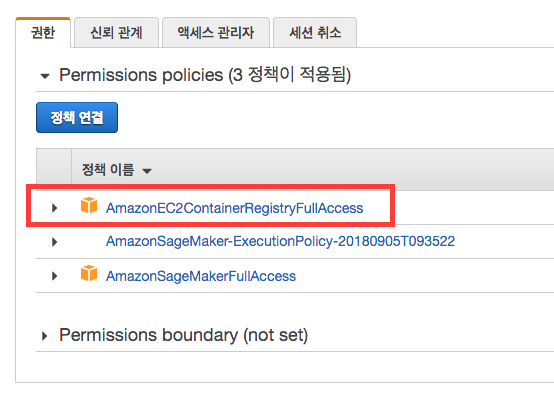 권한 신뢰 관계 액세스 관리자 세션 취소
Permissions policies (3 정책이 적용됨)
정책 연결
정책 이름
AmazonEC2ContainerRegistryFullAccess
AmazonSageMaker-ExecutionPolicy-20180905T093522
AmazonSageMakerFullAccess
Permissions boundary (not set)